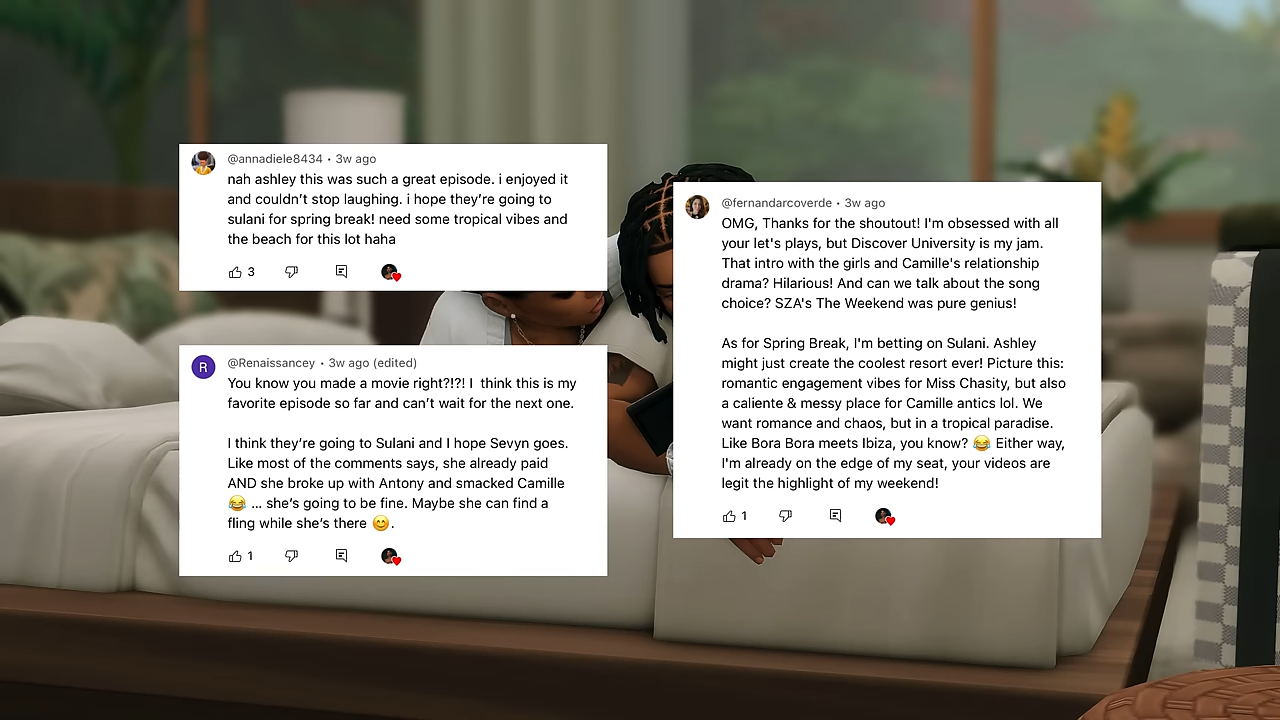 @annadiele8434 • 3w ago
nah ashley this was such a great episode. i enjoyed it
and couldn't stop laughing. i hope they're going to
sulani for spring break! need some tropical vibes and
the beach for this lot haha
3
R
@Renaissancey • 3w ago (edited)
You know you made a movie right?!?! I  think this is my
favorite episode so far and can't wait for the next one.
I think they're going to Sulani and I hope Sevyn goes.
Like most of the comments says, she already paid
AND she broke up with Antony and smacked Camille
😂 ... she's going to be fine. Maybe she can find a
fling while she's there 😊.
1
@fernandarcoverde • 3w ago
OMG, Thanks for the shoutout! I'm obsessed with all
your let's plays, but Discover University is my jam.
That intro with the girls and Camille's relationship
drama? Hilarious! And can we talk about the song
choice? SZA's The Weekend was pure genius!
As for Spring Break, I'm betting on Sulani. Ashley
might just create the coolest resort ever! Picture this:
romantic engagement vibes for Miss Chasity, but also
a caliente & messy place for Camille antics lol. We
want romance and chaos, but in a tropical paradise.
Like Bora Bora meets Ibiza, you know? 😂 Either way,
I'm already on the edge of my seat, your videos are
legit the highlight of my weekend!
1